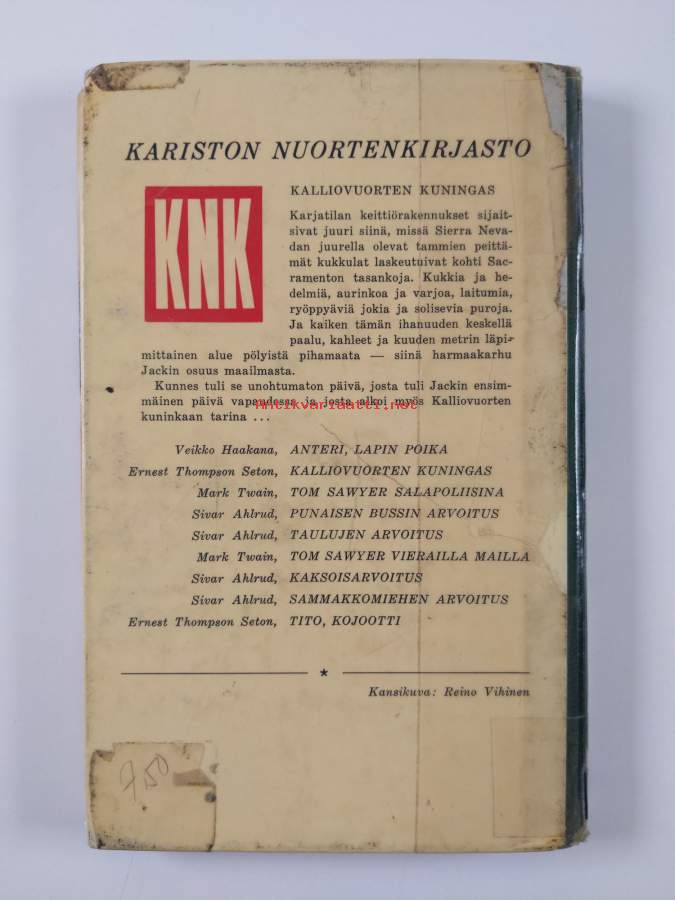 KARISTON NUORTENKIRJASTO
KNK
KALLIOVUORTEN KUNINGAS
Karjatilan keittiörakennukset sijait-
sivat juuri siinä, missä Sierra Neva-
dan juurella olevat tammien peittä-
mät kukkulat laskeutuivat kohti Sac-
ramenton tasankoja. Kukkia ja he-
delmiä, aurinkoa ja varjoa, laitumia,
ryöppyäviä jokia ja solisevia puroja.
Ja kaiken tämän ihanuuden keskellä
paalu, kahleet ja kuuden metrin läpi-
mittainen alue pölyistä pihamaata — siinä harmaakarhu
Jackin osuus maailmasta.
Kunnes tuli se unohtumaton päivä, josta tuli Jackin ensim-
mäinen päivä vapaudessa ja josta alkoi myös Kalliovuorten
Antikvariaatti.net
kuninkaan tarina ...
Veikko Haakana, ANTERI, LAPIN POIKA
Ernest Thompson Seton, KALLIOVUORTEN KUNINGAS
Mark Twain, TOM SAWYER SALAPOLIISINA
Sivar Ahlrud, PUNAISEN BUSSIN ARVOITUS
Sivar Ahlrud, TAULUJEN ARVOITUS
Mark Twain, TOM SAWYER VIERAILLA MAILLA
Sivar Ahlrud, KAKSOISARVOITUS
Sivar Ahlrud, SAMMAKKOMIEHEN ARVOITUS
Ernest Thompson Seton, TITO, KOJOOTTI
Kansikuva: Reino Vihinen
750